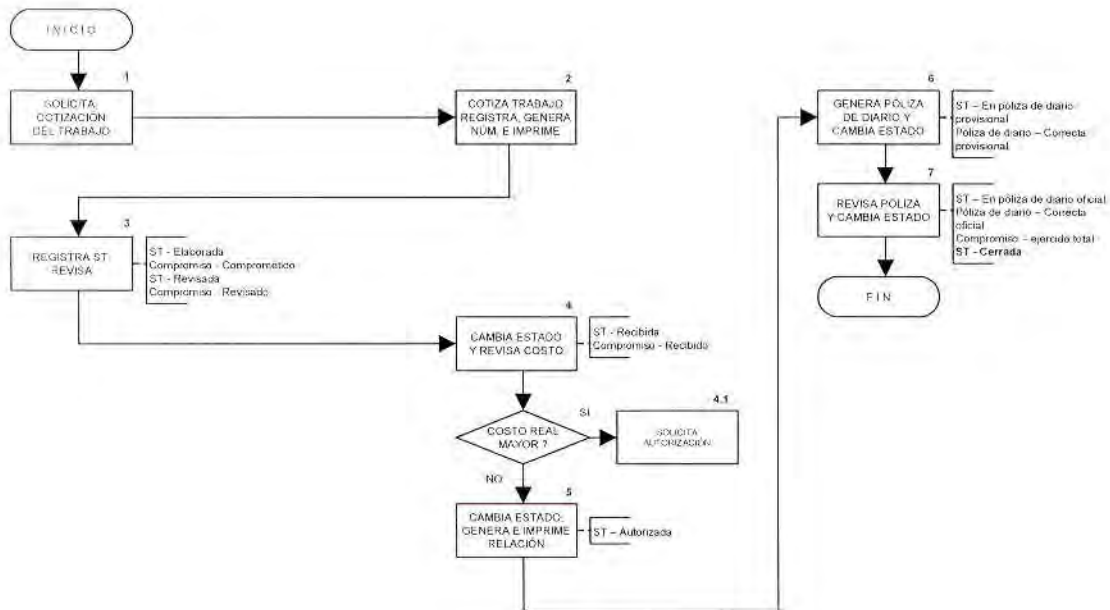 INICIO
1
SOLICITA
COTIZACIÓN
DEL TRABAJO
2
COTIZA TRABAJO
REGISTRA, GENERA
NÚM. E IMPRIME
3
REGISTRA ST
REVISA
ST - Elaborada
Compromiso - Comprometido
ST - Revisada
Compromiso - Revisado
4
CAMBIA ESTADO
Y REVISA COSTO
ST - Recibida
Compromiso - Recibido
COSTO REAL
MAYOR ?
SI
4.1
SOLICITA
AUTORIZACIÓN
NO
5
CAMBIA ESTADO,
GENERA E IMPRIME
RELACIÓN
ST – Autorizada
6
GENERA PÓLIZA
DE DIARIO Y
CAMBIA ESTADO
ST – En póliza de diario
provisional
Póliza de diario – Correcta
provisional
7
REVISA PÓLIZA
Y CAMBIA ESTADO
ST – En póliza de diario oficial
Póliza de diario – Correcta
oficial
Compromiso – ejercido total
ST - Cerrada
FIN